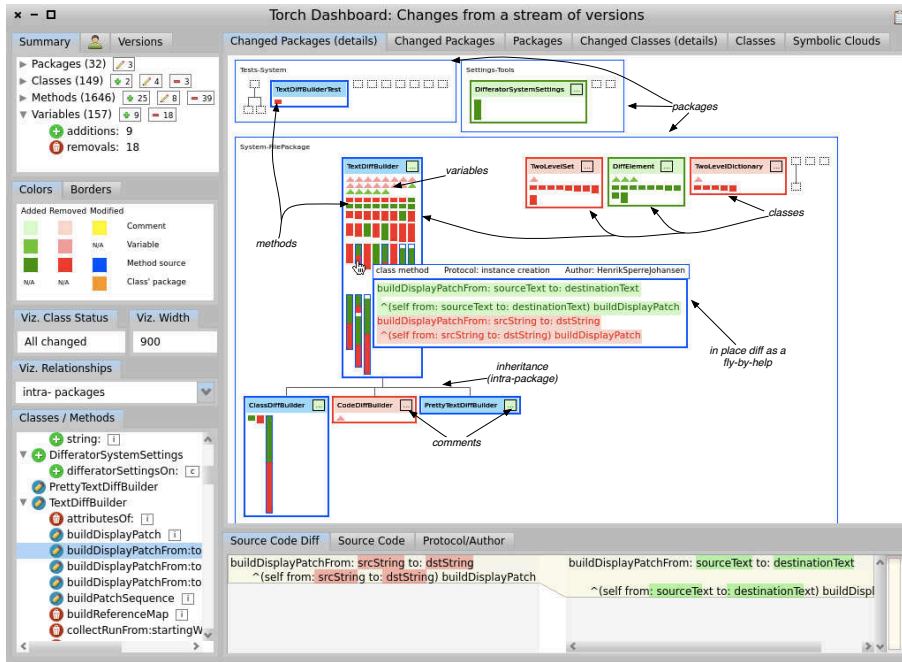 Torch Dashboard: Changes from a stream of versions
Summary Versions
Packages (32) 3
Classes (149) 2 4 3
Methods (1646) 25 8 39
Variables (157) 9 18
additions: 9
removals: 18
Colors Borders
Added Removed Modified
Comment
N/A Variable
Method source
N/A N/A Class' package
Viz. Class Status Viz. Width
All changed 900
Viz. Relationships
intra- packages
Classes / Methods
string: i
DifferatorSystemSettings
differatorSettingsOn: c
PrettyTextDiffBuilder
TextDiffBuilder
attributesOf: i
buildDisplayPatch i
buildDisplayPatchFrom:to
buildDisplayPatchFrom:to
buildDisplayPatchFrom:to
buildPatchSequence i
buildReferenceMap i
collectRunFrom:startingW
Changed Packages (details) Changed Packages Packages Changed Classes (details) Classes Symbolic Clouds
Tests-System
TextDiffBuilderTest
Settings-Tools
DifferatorSystemSettings ...
packages
System-FilePackage
TextDiffBuilder ...
variables
TwoLevelSet ...
DiffElement ...
TwoLevelDictionary ...
classes
methods
class method Protocol: instance creation Author: HenrikSperreJohansen
buildDisplayPatchFrom: sourceText to: destinationText
^(self from: sourceText to: destinationText) buildDisplayPatch
buildDisplayPatchFrom: srcString to: dstString
^(self from: srcString to: dstString) buildDisplayPatch
in place diff as a
fly-by-help
inheritance
(intra-package)
ClassDiffBuilder ...
CodeDiffBuilder ...
PrettyTextDiffBuilder ...
comments
Source Code Diff Source Code Protocol/Author
buildDisplayPatchFrom: srcString to: dstString
^(self from: srcString to: dstString) buildDisplayPatch
buildDisplayPatchFrom: sourceText to: destinationText
^(self from: sourceText to: destinationText) buildDispl